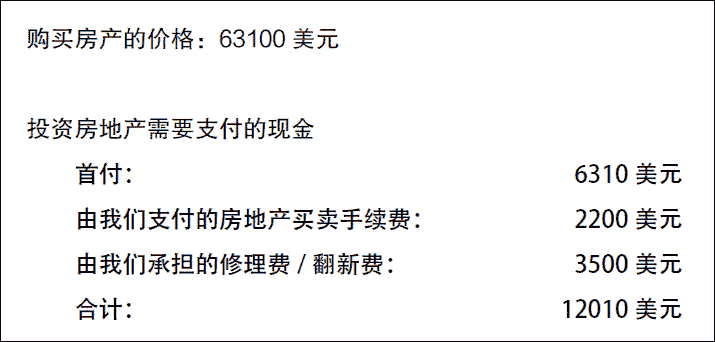 购买房产的价格：63100 美元
投资房地产需要支付的现金
首付： 6310 美元
由我们支付的房地产买卖手续费： 2200 美元
由我们承担的修理费 / 翻新费： 3500 美元
合计： 12010 美元